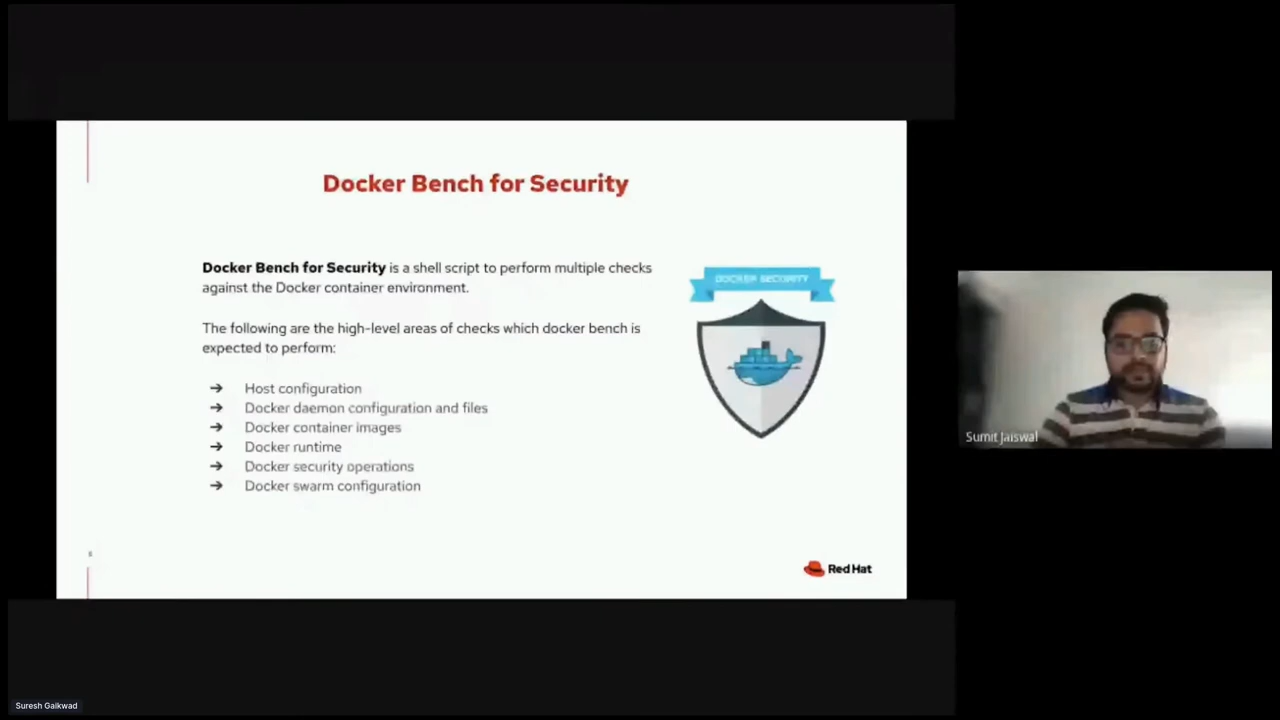 Docker Bench for Security
Docker Bench for Security is a shell script to perform multiple checks
against the Docker container environment.
The following are the high-level areas of checks which docker bench is
expected to perform:
➔ Host configuration
➔ Docker daemon configuration and files
➔ Docker container images
➔ Docker runtime
➔ Docker security operations
➔ Docker swarm configuration
DOCKER SECURITY
Red Hat
Sumit Jaiswal
Suresh Gaikwad